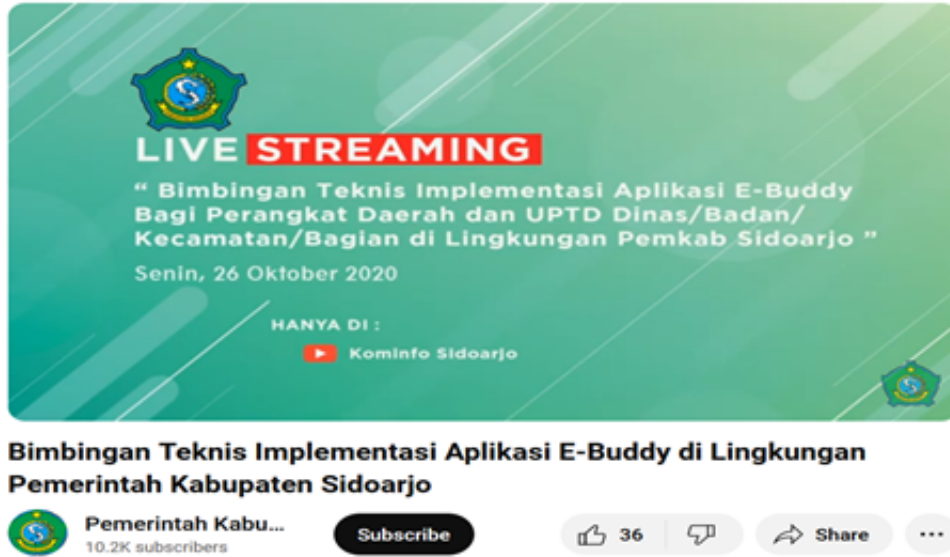 LIVE STREAMING
“ Bimbingan Teknis Implementasi Aplikasi E-Buddy
Bagi Perangkat Daerah dan UPTD Dinas/Badan/
Kecamatan/Bagian di Lingkungan Pemkab Sidoarjo ”
Senin, 26 Oktober 2020
HANYA DI :
Kominfo Sidoarjo
Bimbingan Teknis Implementasi Aplikasi E-Buddy di Lingkungan
Pemerintah Kabupaten Sidoarjo
Pemerintah Kabu...
10.2K subscribers
Subscribe
36
Share